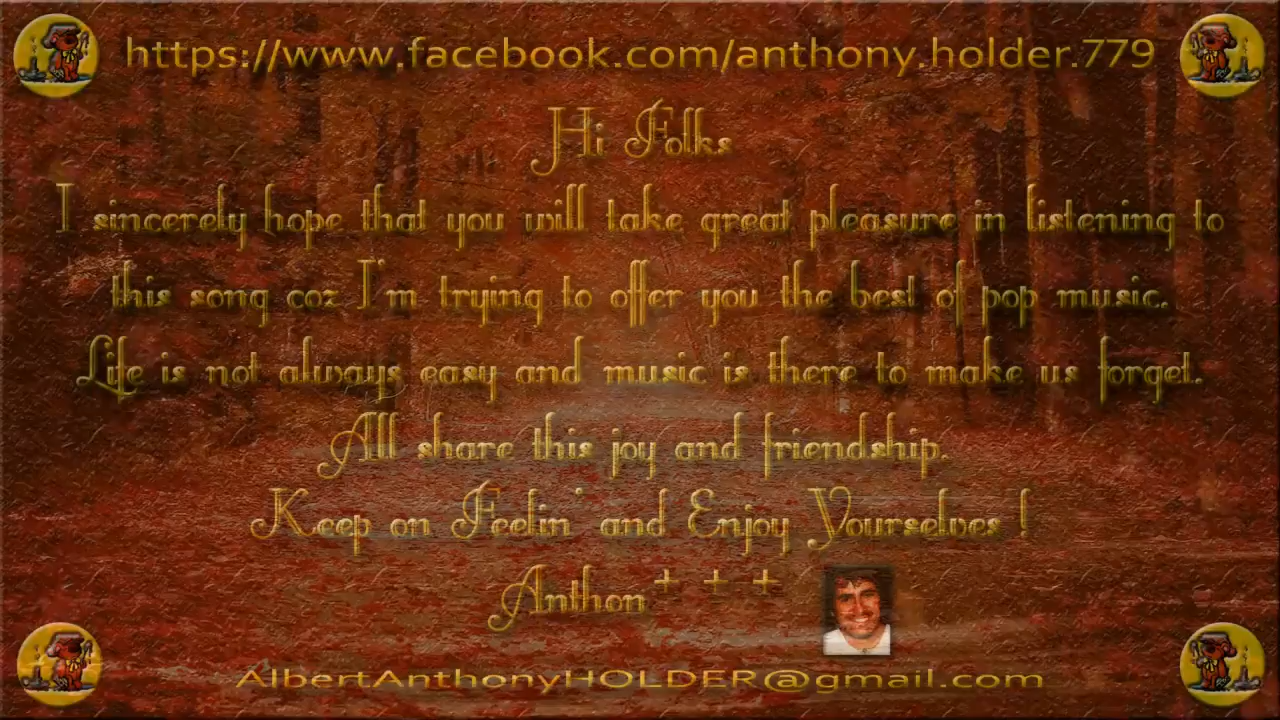 https://www.facebook.com/anthony.holder.779
Hi Folks
I sincerely hope that you will take great pleasure in listening to
this song coz I'm trying to offer you the best of pop music.
Life is not always easy and music is there to make us forget.
All share this joy and friendship.
Keep on Feelin' and Enjoy Yourselves !
Anthon+ + +
AlbertAnthonyHOLDER@gmail.com